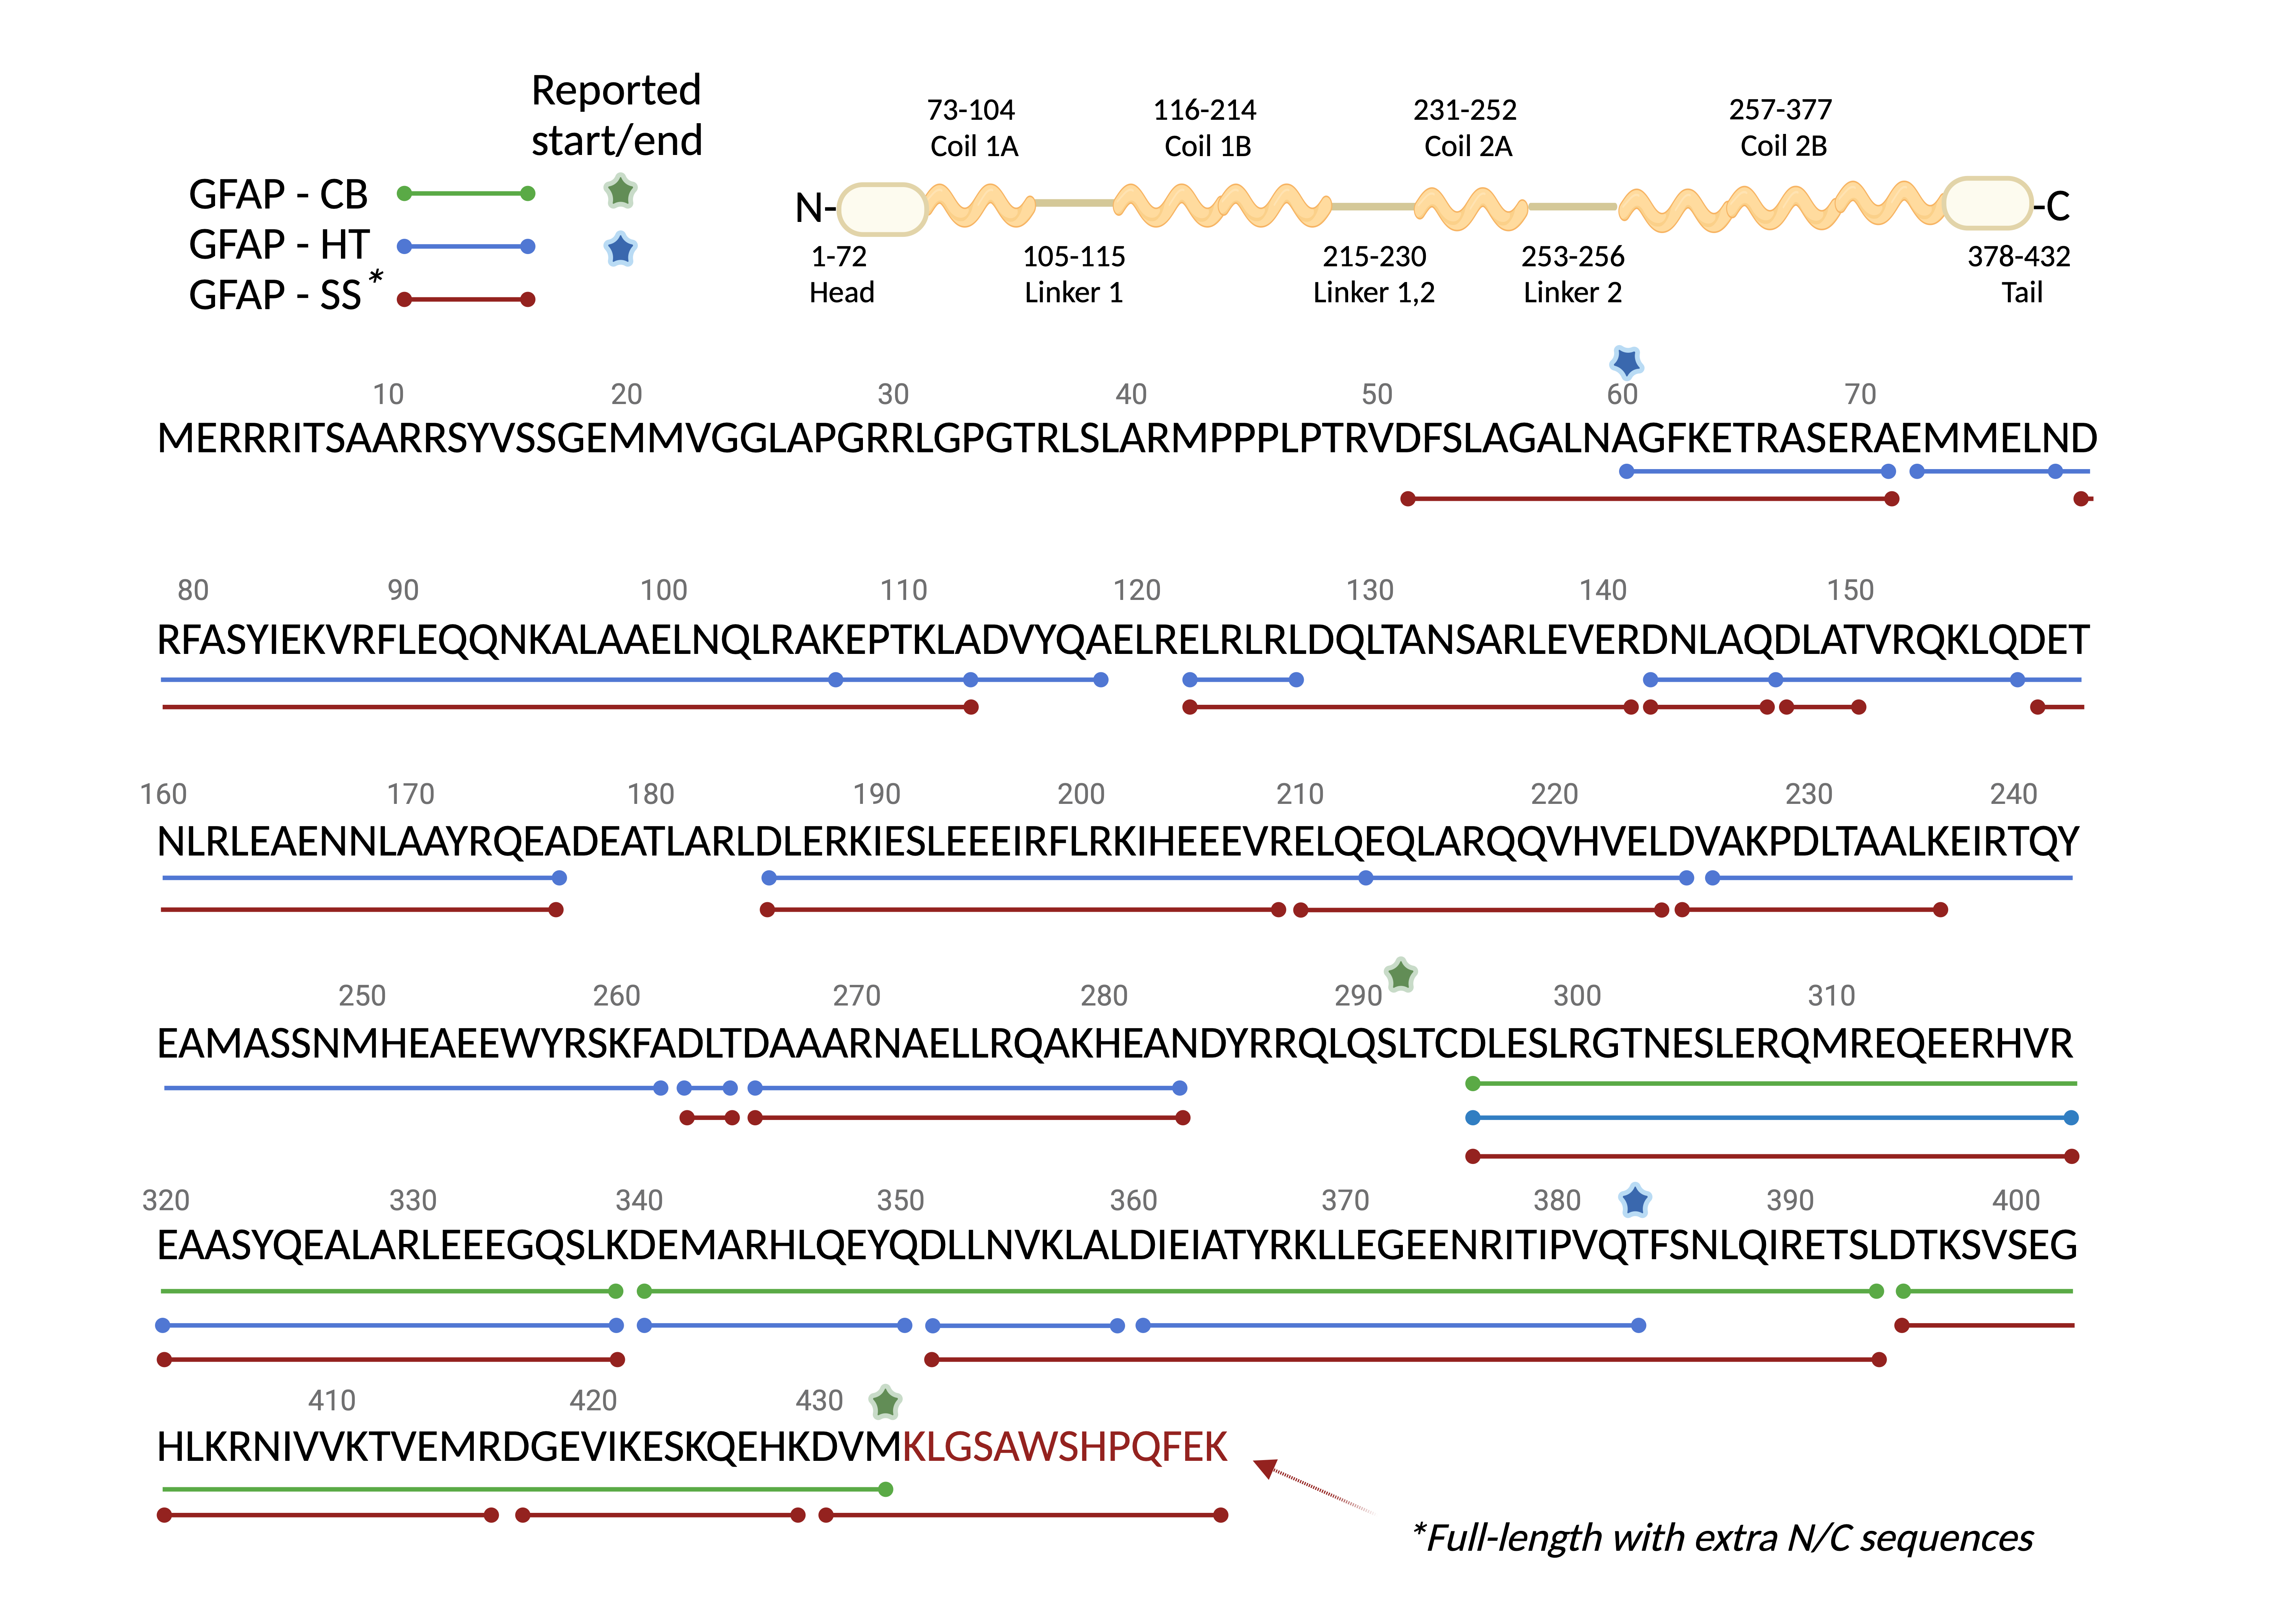 Reported
start/end
GFAP - CB
GFAP - HT
GFAP - SS*
73-104 116-214 231-252 257-377
Coil 1A Coil 1B Coil 2A Coil 2B
N- -C
1-72 105-115 215-230 253-256 378-432
Head Linker 1 Linker 1,2 Linker 2 Tail
10 20 30 40 50 60 70
MERRRITSAARRSYVSSGEMMVGGLAPGRRLGPGTRLSLARMPPPLPTRVDFSLAGALNAGFKETRASERAEMMELND
80 90 100 110 120 130 140 150
RFASYIEKVRFLEQQNKALAAELNQLRAKEPTKLADVYQAELRELRLRLDQLTANSARLEVERDNLAQDLATVRQKLQDET
160 170 180 190 200 210 220 230 240
NLRLEAENNLAAYRQEADEATLARLDLERKIESLEEEIRFLRKIHEEEVRELQEQLARQQVHVELDVAKPDLTAALKEIRTQY
250 260 270 280 290 300 310
EAMASSNMHEAEEWYRSKFADLTDAAARNAELLRQAKHEANDYRRQLQSLTCDLESLRGTNESLERQMREQEERHVR
320 330 340 350 360 370 380 390 400
EAASYQEALARLEEEGQSLKDEMARHLQEYQDLLNVKLALDIEIATYRKLLEGEENRITIPVQTFSNLQIRETSLDTKSVSEG
410 420 430
HLKRNIVVKTVEMRDGEVIKESKQEHKDVMKLGSAWSHPQFEK
*Full-length with extra N/C sequences